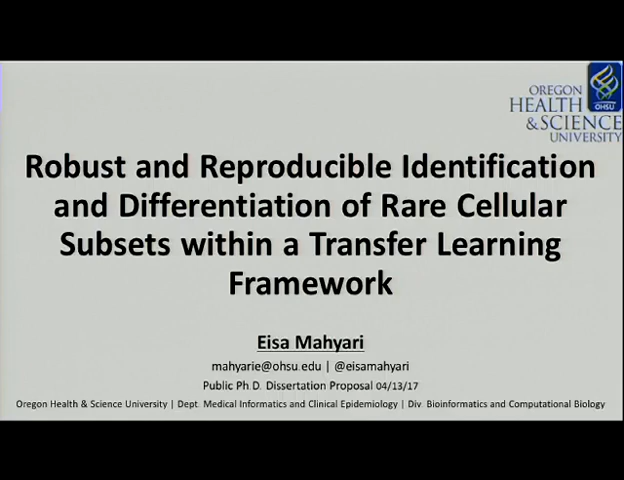 OREGON
HEALTH
&SCIENCE
UNIVERSITY
OHSU
Robust and Reproducible Identification
and Differentiation of Rare Cellular
Subsets within a Transfer Learning
Framework
Eisa Mahyari
mahyarie@ohsu.edu | @eisamahyari
Public Ph.D. Dissertation Proposal 04/13/17
Oregon Health & Science University | Dept. Medical Informatics and Clinical Epidemiology | Div. Bioinformatics and Computational Biology